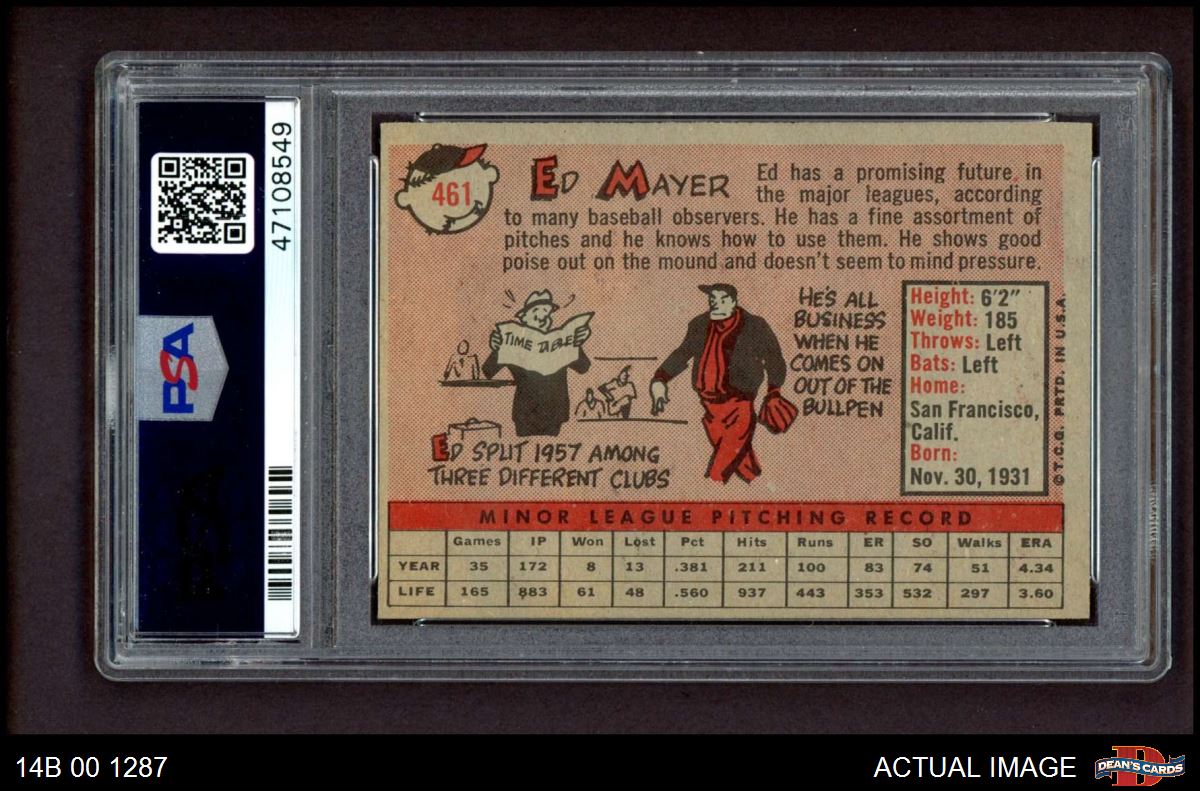 47108549
PSA
461
ED MAYER
Ed has a promising future in
the major leagues, according
to many baseball observers. He has a fine assortment of
pitches and he knows how to use them. He shows good
poise out on the mound and doesn't seem to mind pressure.
TIME TABLE
ED SPLIT 1957 AMONG
THREE DIFFERENT CLUBS
HE'S ALL
BUSINESS
WHEN HE
COMES ON
OUT OF THE
BULLPEN
Height: 6'2"
Weight: 185
Throws: Left
Bats: Left
Home:
San Francisco,
Calif.
Born:
Nov. 30, 1931
© T.C.G. PRTD. IN U.S.A.
MINOR LEAGUE PITCHING RECORD
Games IP Won Lost Pct Hits Runs ER SO Walks ERA
YEAR 35 172 8 13 .381 211 100 83 74 51 4.34
LIFE 165 883 61 48 .560 937 443 353 532 297 3.60
14B 00 1287
ACTUAL IMAGE
DEAN'S CARDS